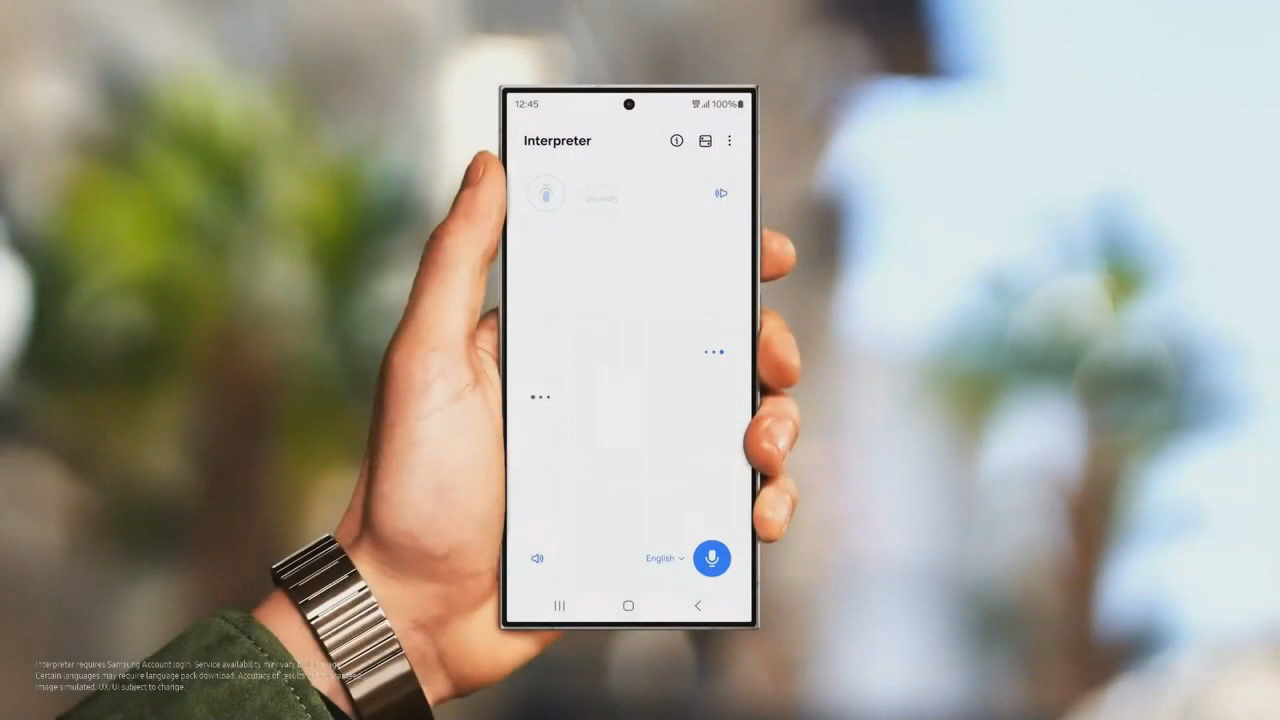 12:45
100%
Interpreter
English
Interpreter requires Samsung Account login. Service availability may vary
Certain languages may require language pack download. Accuracy of results
Image simulated. UX/UI subject to change.